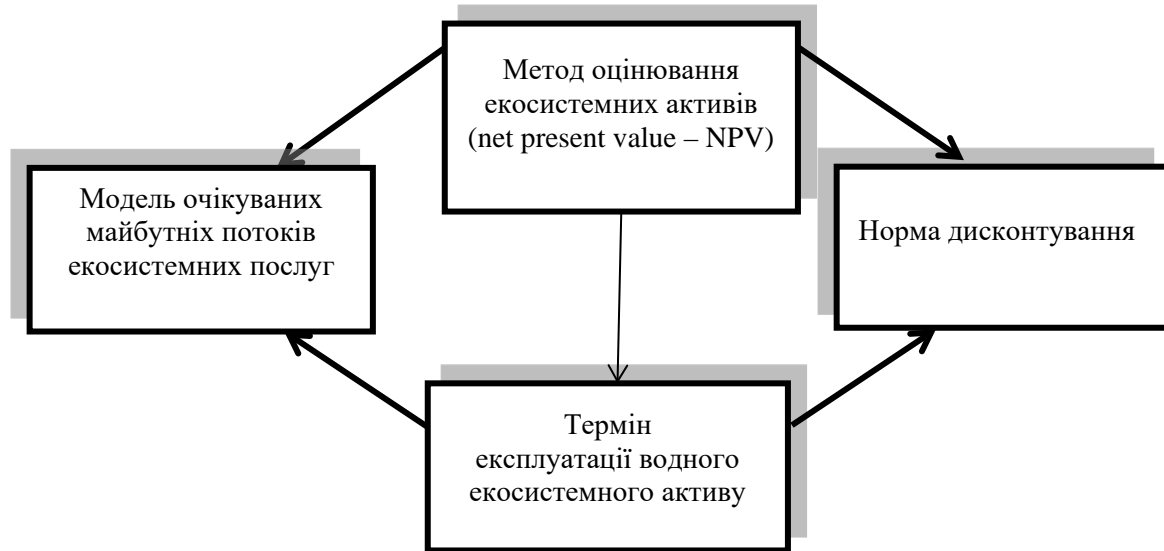 Метод оцінювання
екосистемних активів
(net present value – NPV)
Модель очікуваних
майбутніх потоків
екосистемних послуг
Норма дисконтування
Термін
експлуатації водного
екосистемного активу